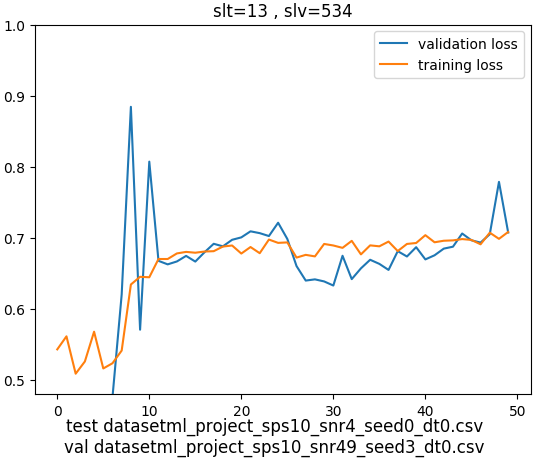 slt=13 , slv=534
1.0
validation loss
training loss
0.9
0.8
0.7
0.6
0.5
0 10 20 30 40 50
test datasetml_project_sps10_snr4_seed0_dt0.csv
val datasetml_project_sps10_snr49_seed3_dt0.csv